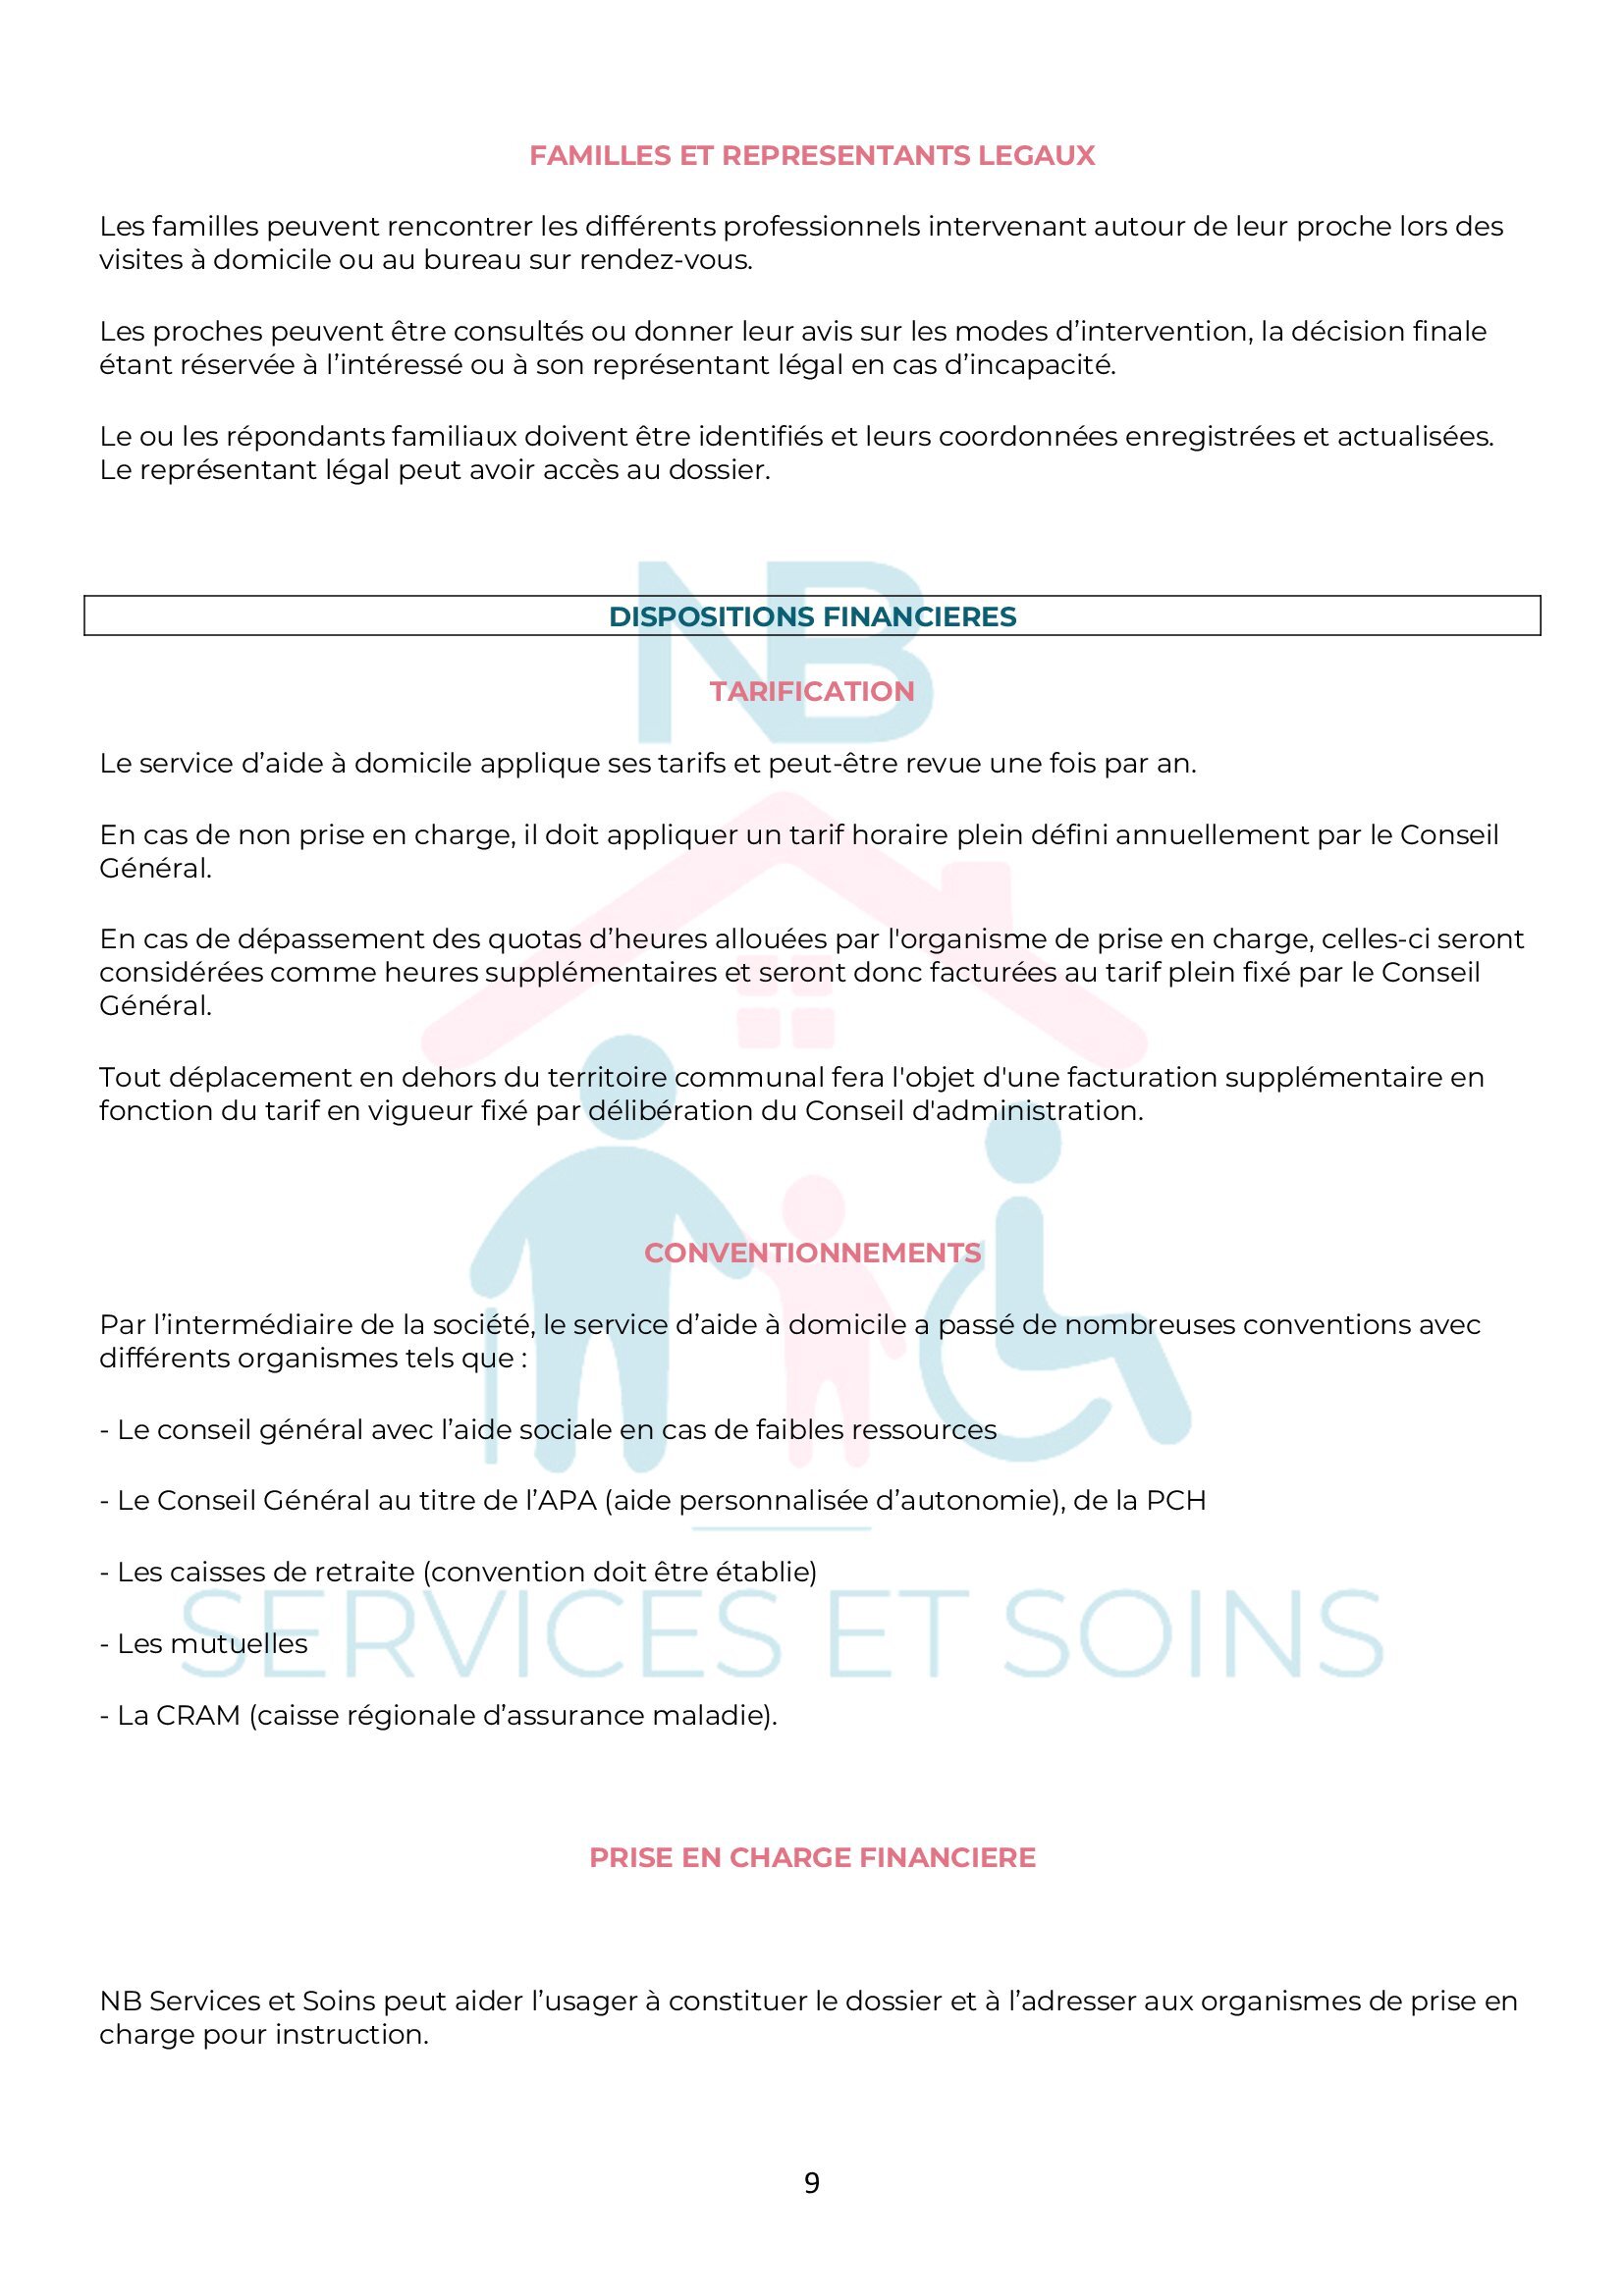 FAMILLES ET REPRESENTANTS LEGAUX
Les familles peuvent rencontrer les différents professionnels intervenant autour de leur proche lors des
visites à domicile ou au bureau sur rendez-vous.
Les proches peuvent être consultés ou donner leur avis sur les modes d’intervention, la décision finale
étant réservée à l’intéressé ou à son représentant légal en cas d’incapacité.
Le ou les répondants familiaux doivent être identifiés et leurs coordonnées enregistrées et actualisées.
Le représentant légal peut avoir accès au dossier.
NB
DISPOSITIONS FINANCIERES
TARIFICATION
Le service d’aide à domicile applique ses tarifs et peut-être revue une fois par an.
En cas de non prise en charge, il doit appliquer un tarif horaire plein défini annuellement par le Conseil
Général.
En cas de dépassement des quotas d’heures allouées par l'organisme de prise en charge, celles-ci seront
considérées comme heures supplémentaires et seront donc facturées au tarif plein fixé par le Conseil
Général.
Tout déplacement en dehors du territoire communal fera l'objet d'une facturation supplémentaire en
fonction du tarif en vigueur fixé par délibération du Conseil d'administration.
CONVENTIONNEMENTS
Par l’intermédiaire de la société, le service d’aide à domicile a passé de nombreuses conventions avec
différents organismes tels que :
- Le conseil général avec l’aide sociale en cas de faibles ressources
- Le Conseil Général au titre de l’APA (aide personnalisée d’autonomie), de la PCH
- Les caisses de retraite (convention doit être établie)
SERVICES ET SOINS
- Les mutuelles
- La CRAM (caisse régionale d’assurance maladie).
PRISE EN CHARGE FINANCIERE
NB Services et Soins peut aider l’usager à constituer le dossier et à l’adresser aux organismes de prise en
charge pour instruction.
9